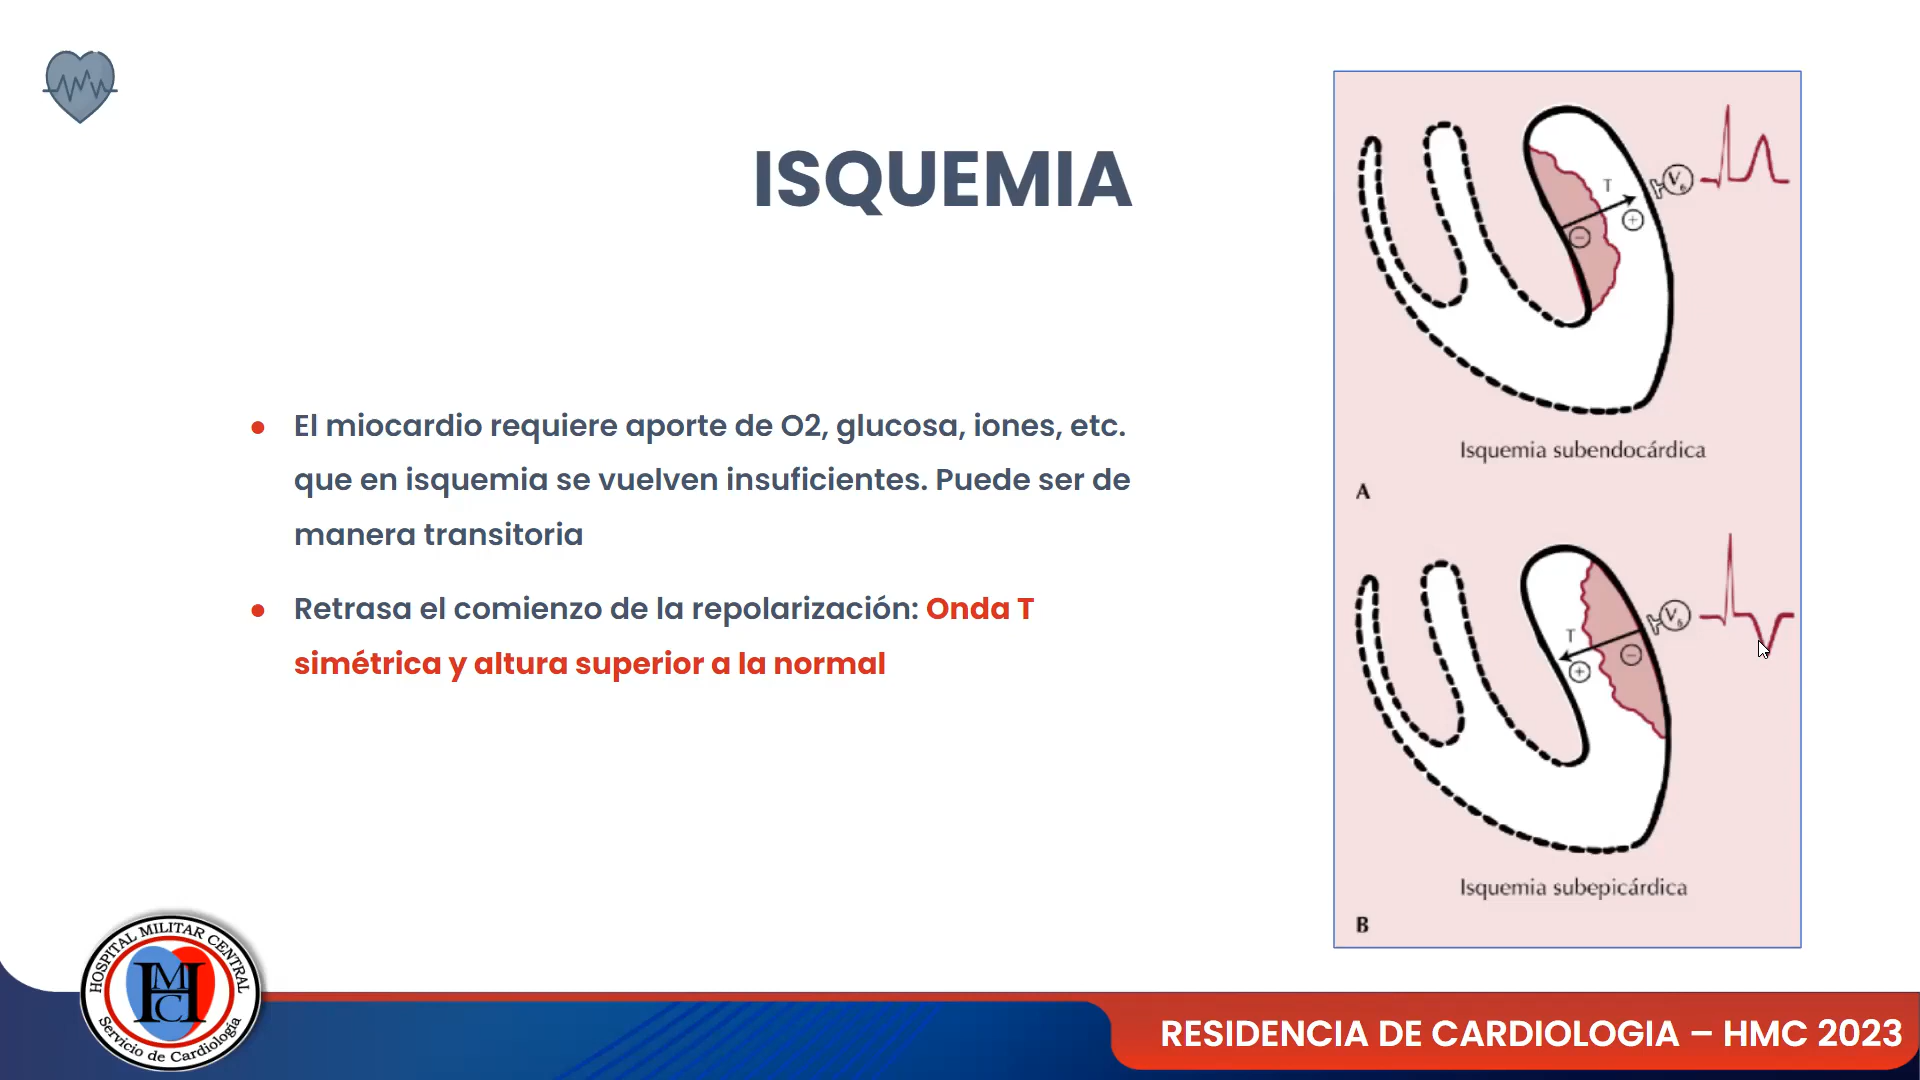 ISQUEMIA
El miocardio requiere aporte de O2, glucosa, iones, etc.
que en isquemia se vuelven insuficientes. Puede ser de
manera transitoria
Retrasa el comienzo de la repolarización: Onda T
simétrica y altura superior a la normal
T
V6
−
+
Isquemia subendocárdica
A
T
V6
−
+
Isquemia subepicárdica
B
HOSPITAL MILITAR CENTRAL
HMC
Servicio de Cardiología
RESIDENCIA DE CARDIOLOGIA – HMC 2023